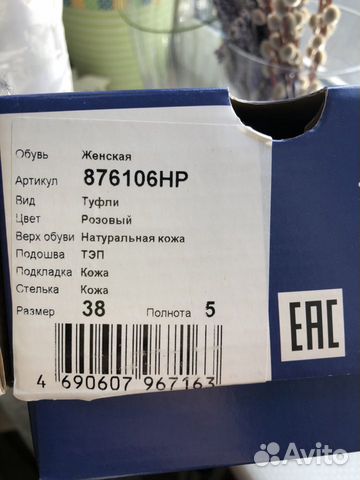 Обувь Женская
Артикул 876106НР
Вид Туфли
Цвет Розовый
Верх обуви Натуральная кожа
Подошва ТЭП
Подкладка Кожа
Стелька Кожа
Размер 38 Полнота 5
4 690607 967163
EAC
Avito